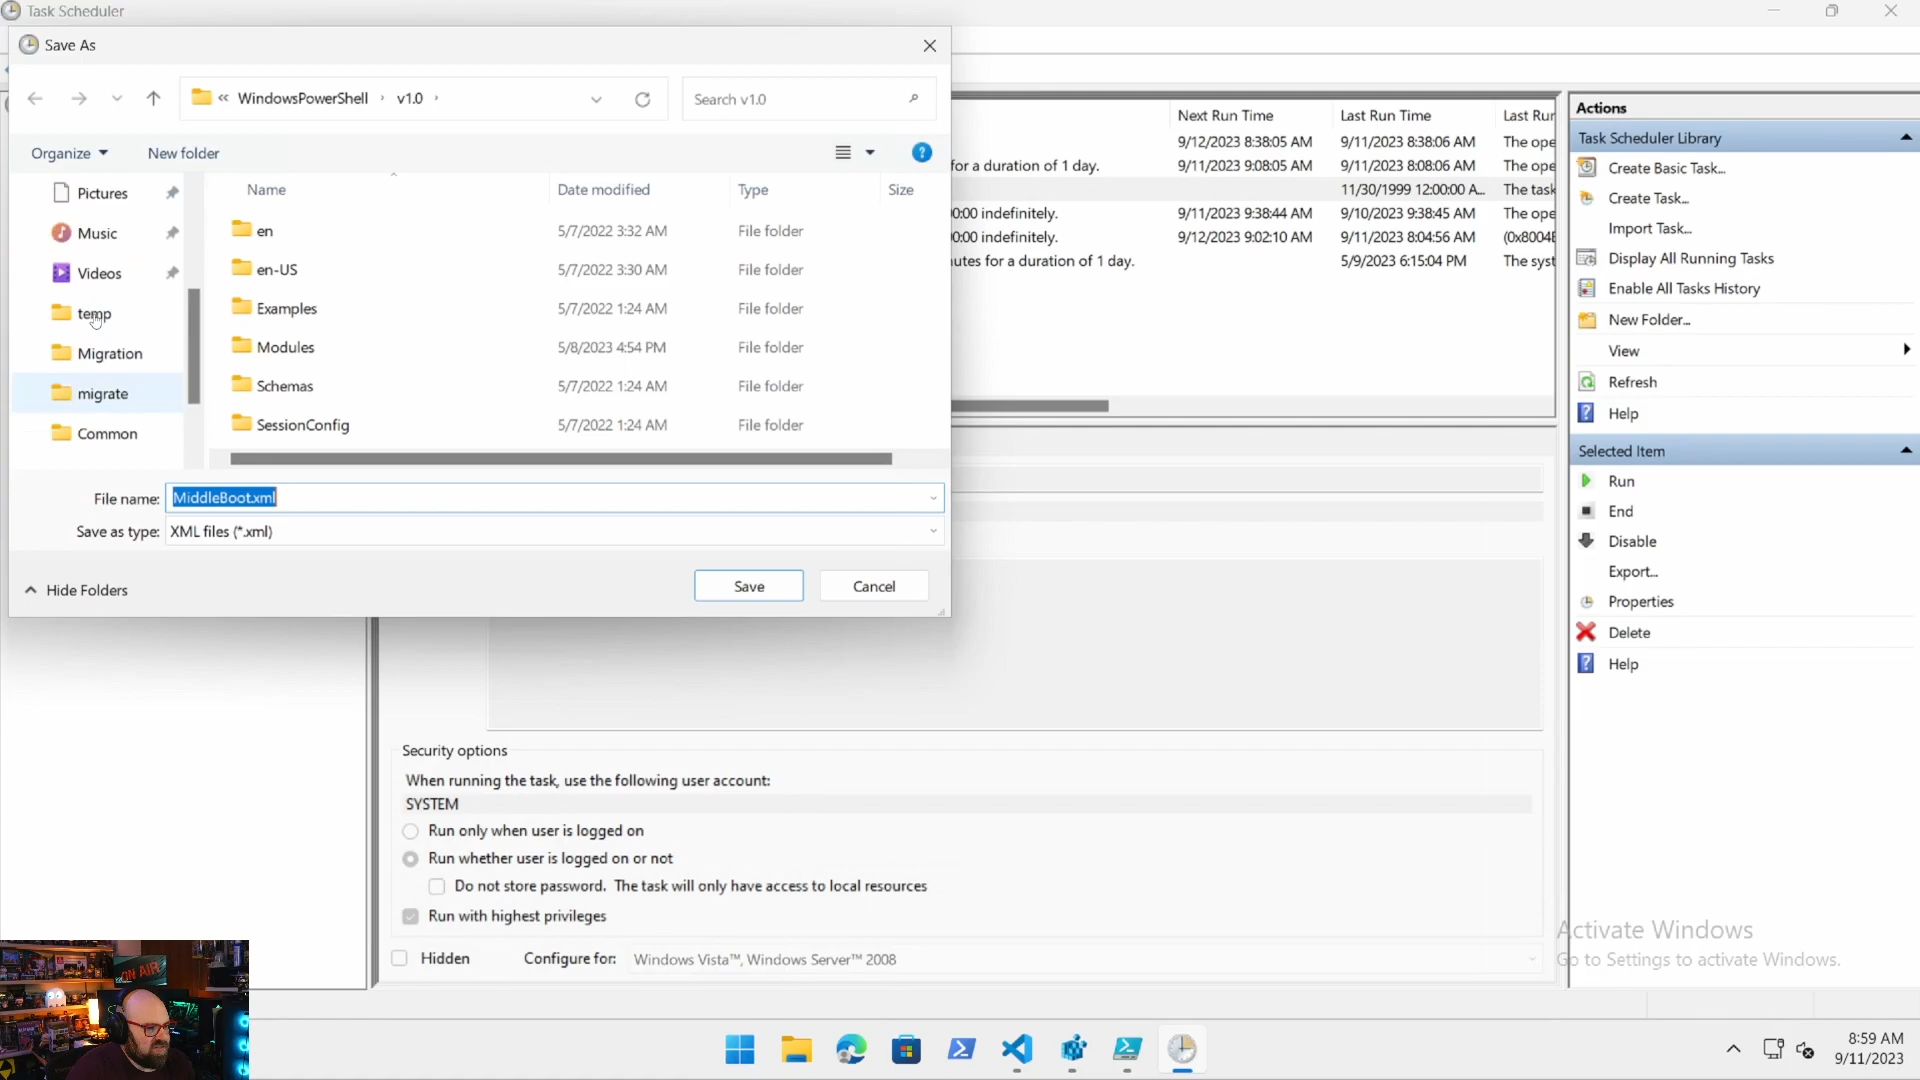 Task Scheduler
Save As
« WindowsPowerShell › v1.0 ›
Search v1.0
Organize
New folder
Pictures
Music
Videos
temp
Migration
migrate
Common
Name Date modified Type Size
en 5/7/2022 3:32 AM File folder
en-US 5/7/2022 3:30 AM File folder
Examples 5/7/2022 1:24 AM File folder
Modules 5/8/2023 4:54 PM File folder
Schemas 5/7/2022 1:24 AM File folder
SessionConfig 5/7/2022 1:24 AM File folder
File name: MiddleBoot.xml
Save as type: XML files (*.xml)
Hide Folders
Save
Cancel
Next Run Time Last Run Time Last Rur
9/12/2023 8:38:05 AM 9/11/2023 8:38:06 AM The ope
for a duration of 1 day. 9/11/2023 9:08:05 AM 9/11/2023 8:08:06 AM The ope
11/30/1999 12:00:00 A... The task
00:00 indefinitely. 9/11/2023 9:38:44 AM 9/10/2023 9:38:45 AM The ope
00:00 indefinitely. 9/12/2023 9:02:10 AM 9/11/2023 8:04:56 AM (0x8004E
utes for a duration of 1 day. 5/9/2023 6:15:04 PM The syst
Security options
When running the task, use the following user account:
SYSTEM
Run only when user is logged on
Run whether user is logged on or not
Do not store password. The task will only have access to local resources
Run with highest privileges
Hidden
Configure for: Windows Vista™, Windows Server™ 2008
Actions
Task Scheduler Library
Create Basic Task...
Create Task...
Import Task...
Display All Running Tasks
Enable All Tasks History
New Folder...
View
Refresh
Help
Selected Item
Run
End
Disable
Export...
Properties
Delete
Help
Activate Windows
Go to Settings to activate Windows.
ON AIR
8:59 AM
9/11/2023